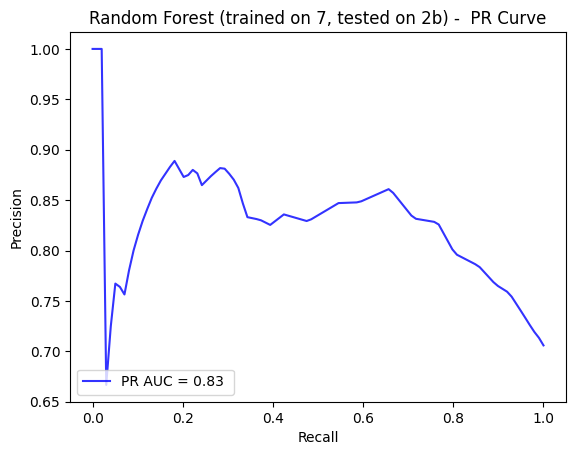 Random Forest (trained on 7, tested on 2b) -  PR Curve
1.00
0.95
0.90
0.85
0.80
0.75
0.70
0.65
Precision
PR AUC = 0.83
0.0 0.2 0.4 0.6 0.8 1.0
Recall